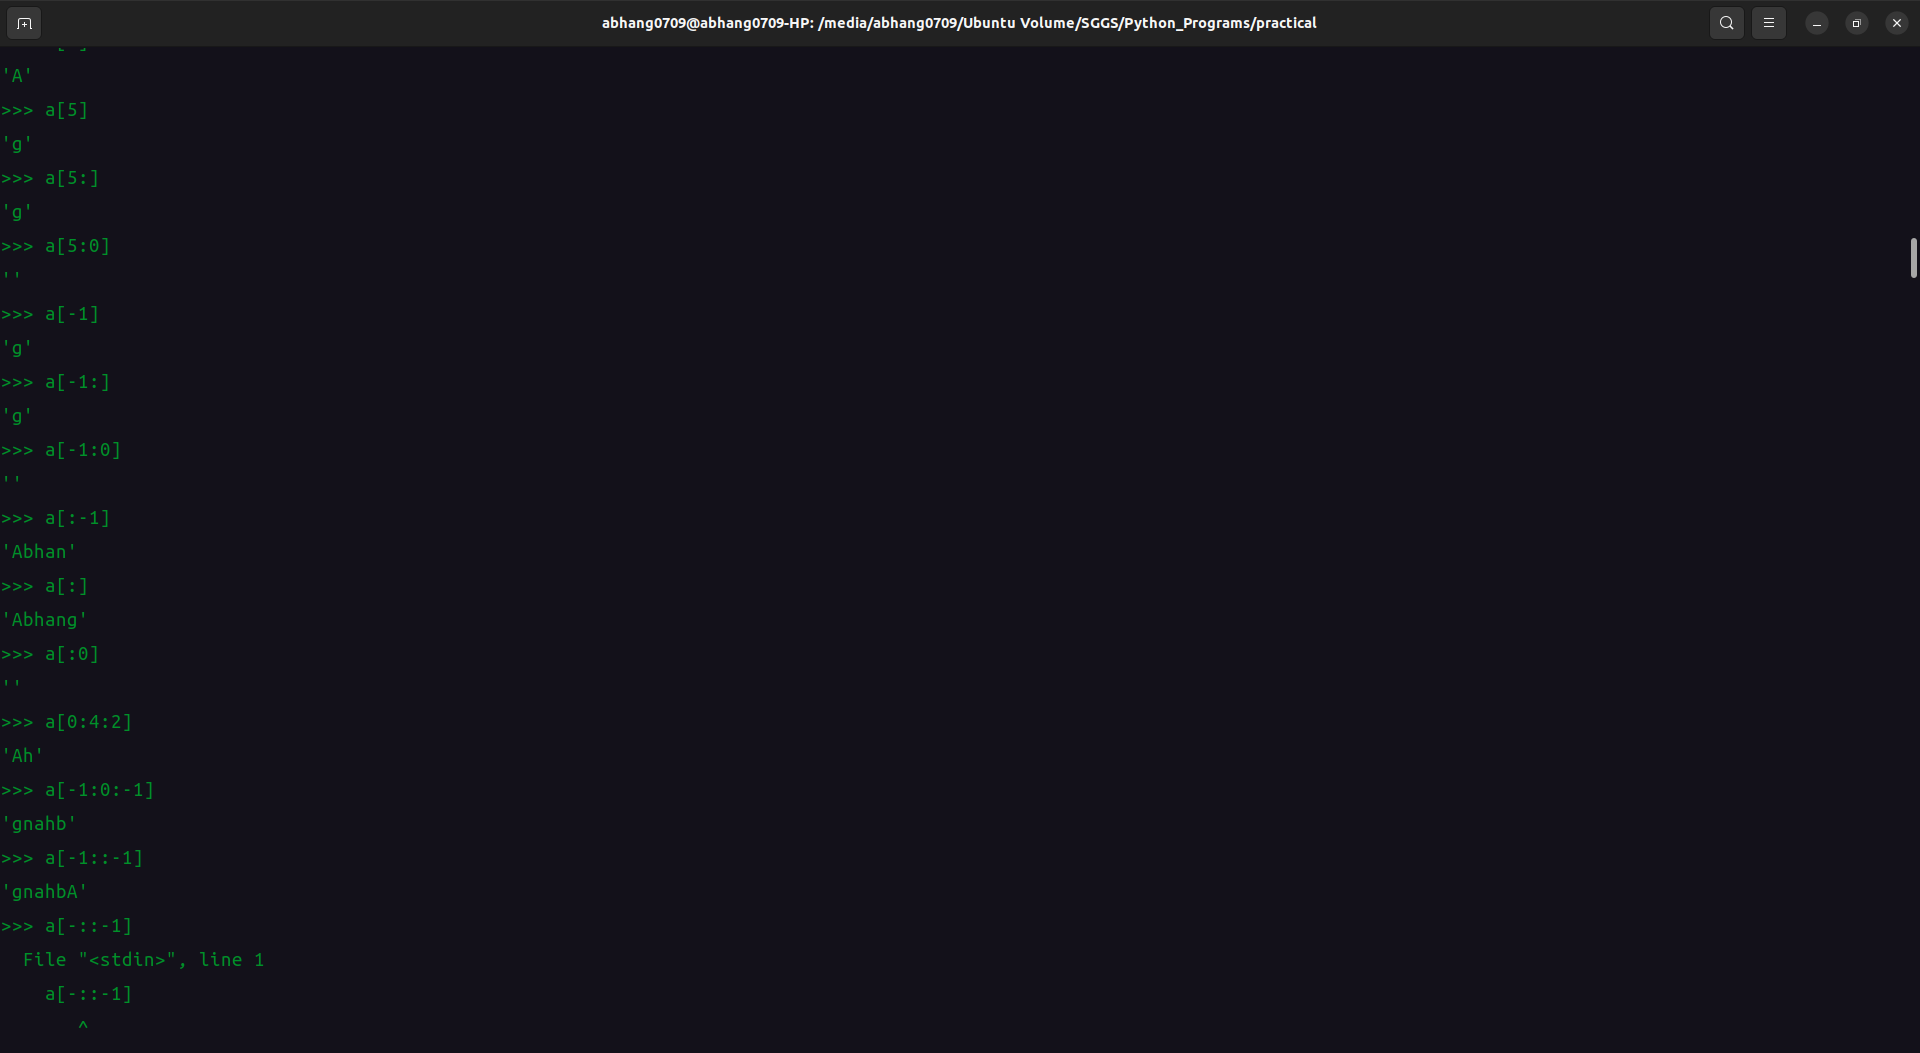 abhang0709@abhang0709-HP: /media/abhang0709/Ubuntu Volume/SGGS/Python_Programs/practical
'A'
>>> a[5]
'g'
>>> a[5:]
'g'
>>> a[5:0]
''
>>> a[-1]
'g'
>>> a[-1:]
'g'
>>> a[-1:0]
''
>>> a[:-1]
'Abhan'
>>> a[:]
'Abhang'
>>> a[:0]
''
>>> a[0:4:2]
'Ah'
>>> a[-1:0:-1]
'gnahb'
>>> a[-1::-1]
'gnahbA'
>>> a[-::-1]
  File "<stdin>", line 1
    a[-::-1]
       ^